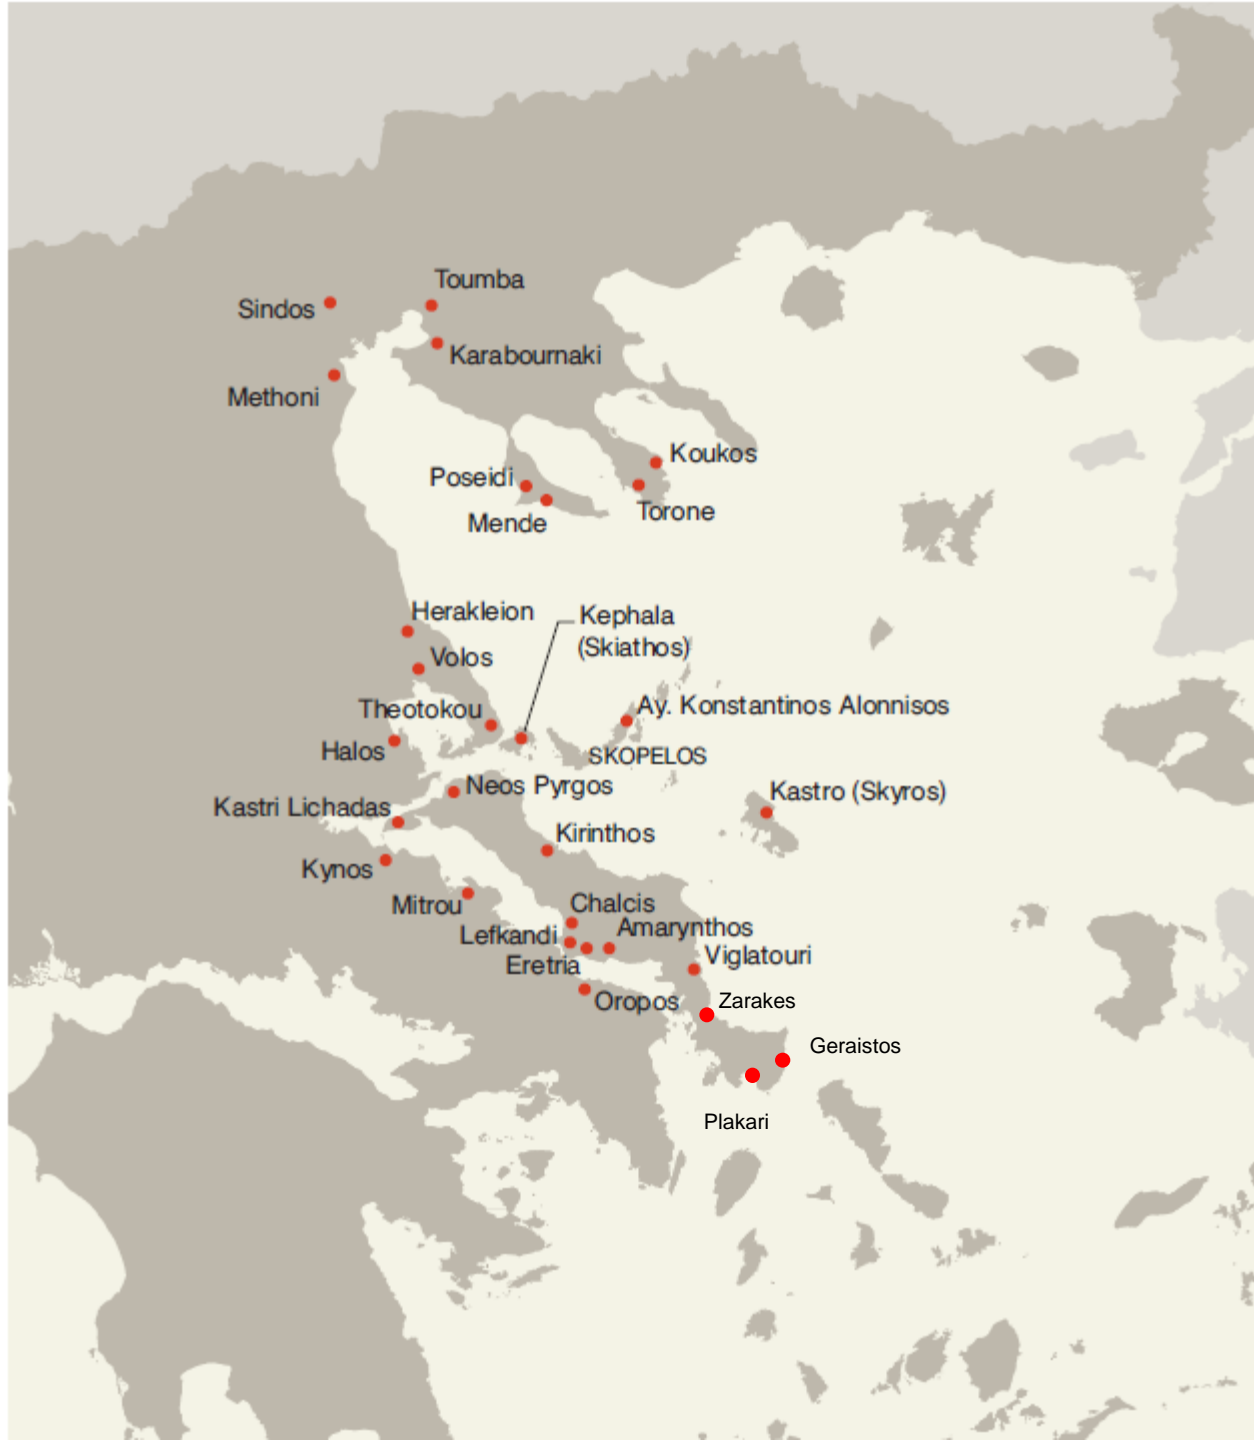 Toumba
Sindos
Karabournaki
Methoni
Koukos
Poseidi
Torone
Mende
Herakleion
Kephala
(Skiathos)
Volos
Theotokou
Ay. Konstantinos Alonnisos
Halos
SKOPELOS
Neos Pyrgos
Kastro (Skyros)
Kastri Lichadas
Kirinthos
Kynos
Mitrou
Chalcis
Amarynthos
Lefkandi
Viglatouri
Eretria
Oropos
Zarakes
Geraistos
Plakari